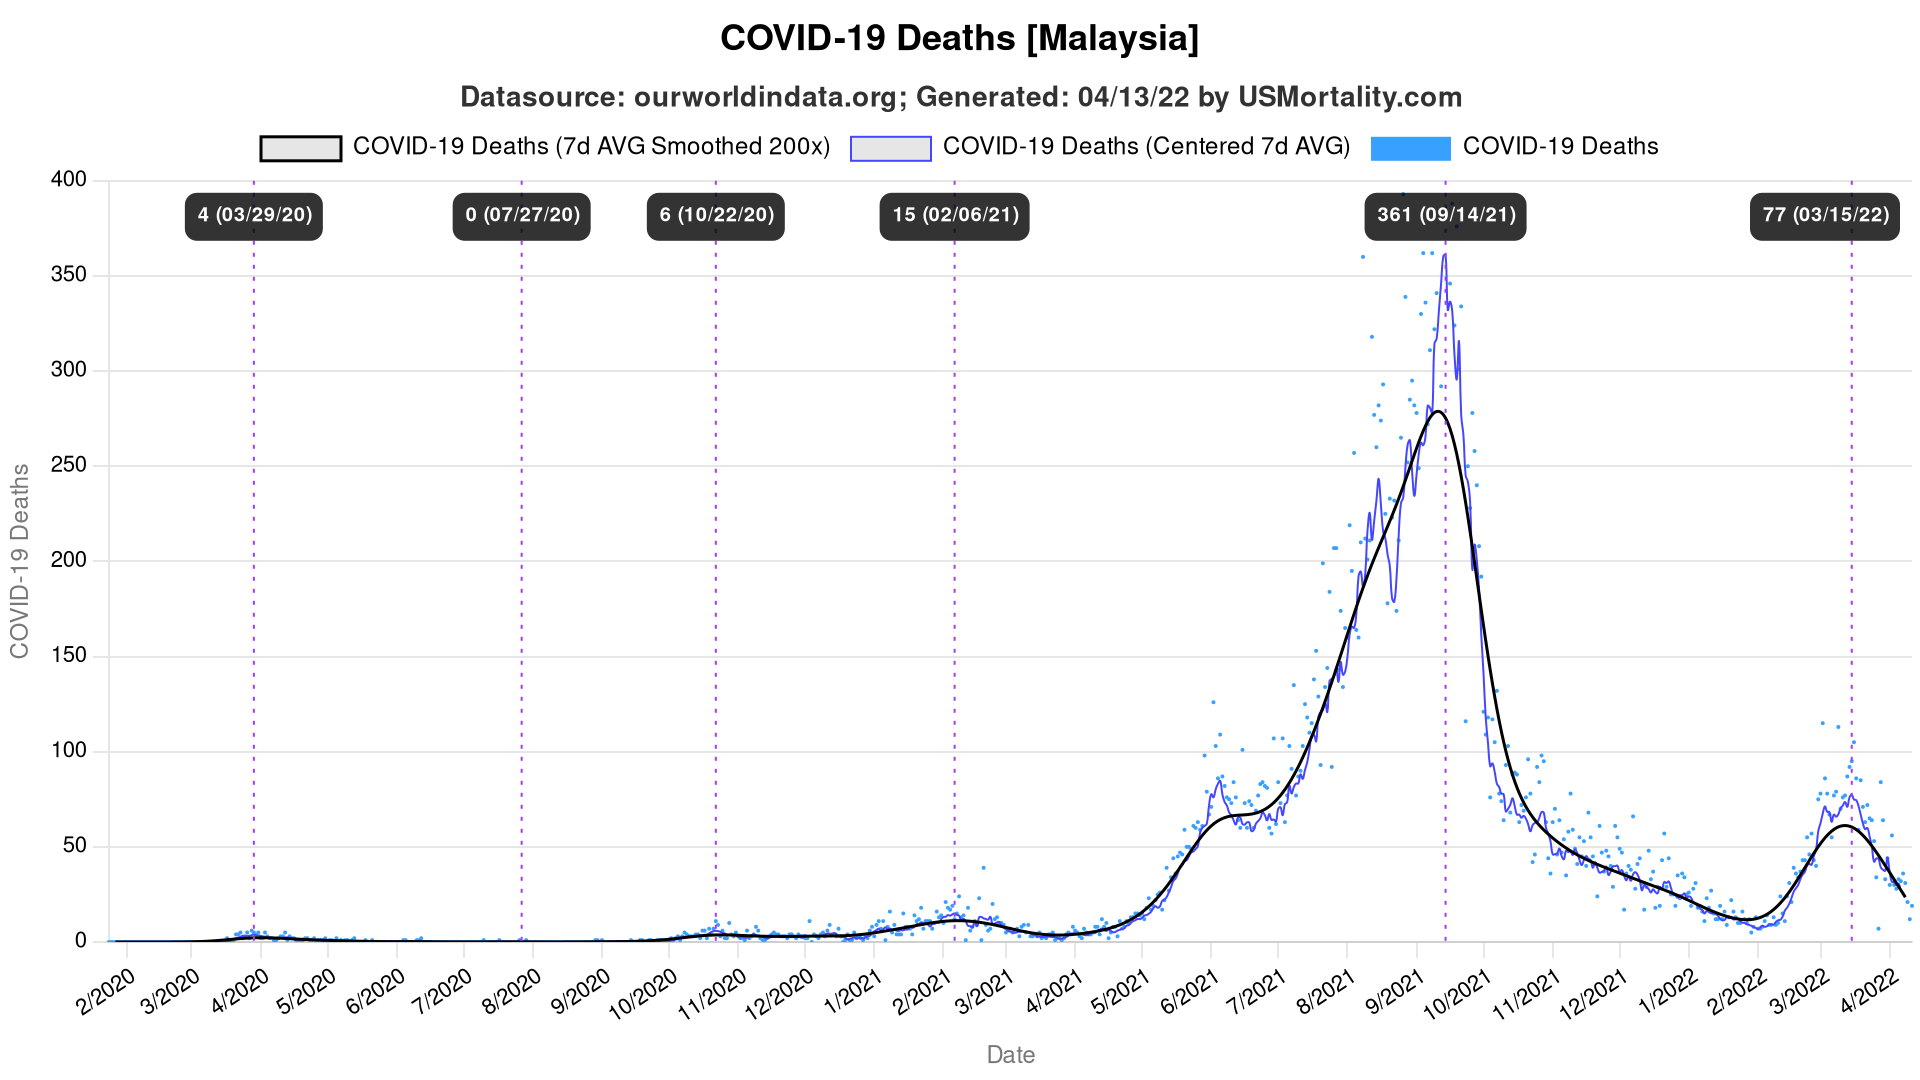 COVID-19 Deaths [Malaysia]
Datasource: ourworldindata.org; Generated: 04/13/22 by USMortality.com
COVID-19 Deaths (7d AVG Smoothed 200x) COVID-19 Deaths (Centered 7d AVG) COVID-19 Deaths
400
4 (03/29/20) 0 (07/27/20) 6 (10/22/20) 15 (02/06/21) 361 (09/14/21) 77 (03/15/22)
350
300
250
200
150
100
50
0
COVID-19 Deaths
2/2020 3/2020 4/2020 5/2020 6/2020 7/2020 8/2020 9/2020 10/2020 11/2020 12/2020 1/2021 2/2021 3/2021 4/2021 5/2021 6/2021 7/2021 8/2021 9/2021 10/2021 11/2021 12/2021 1/2022 2/2022 3/2022 4/2022
Date